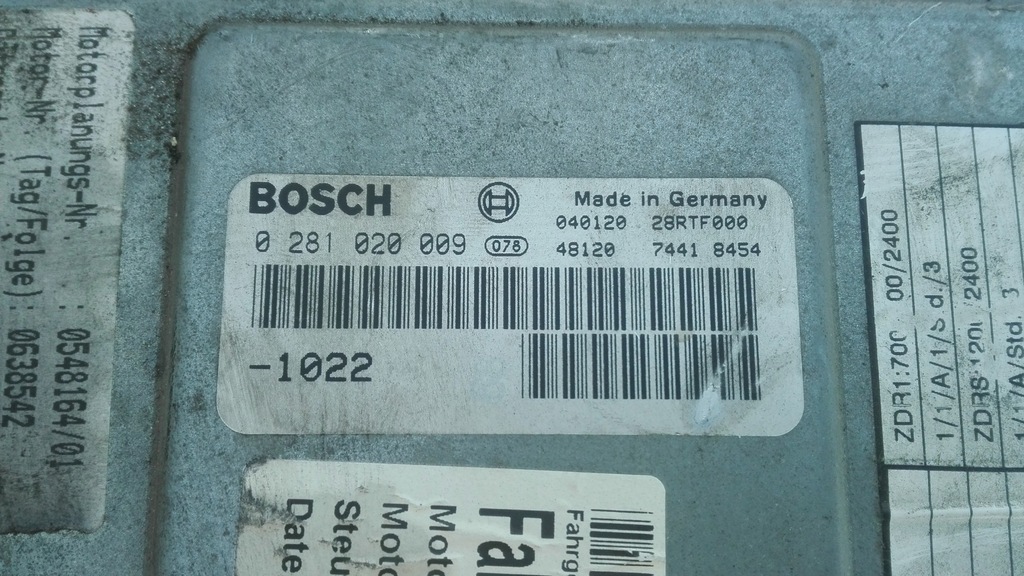 Motorplanungs-Nr : 0548164/01
Motor-Nr (Tag/Folge): 0638542
BOSCH
Made in Germany
040120 28RTF000
0 281 020 009 078 48120 7441 8454
-1022
ZDR1:700 00/2400
1/1/A/1/s.d./3
2400
1/1/A/Std. 3
Fahrg
Fa
Moto
Moto
Steu
Date